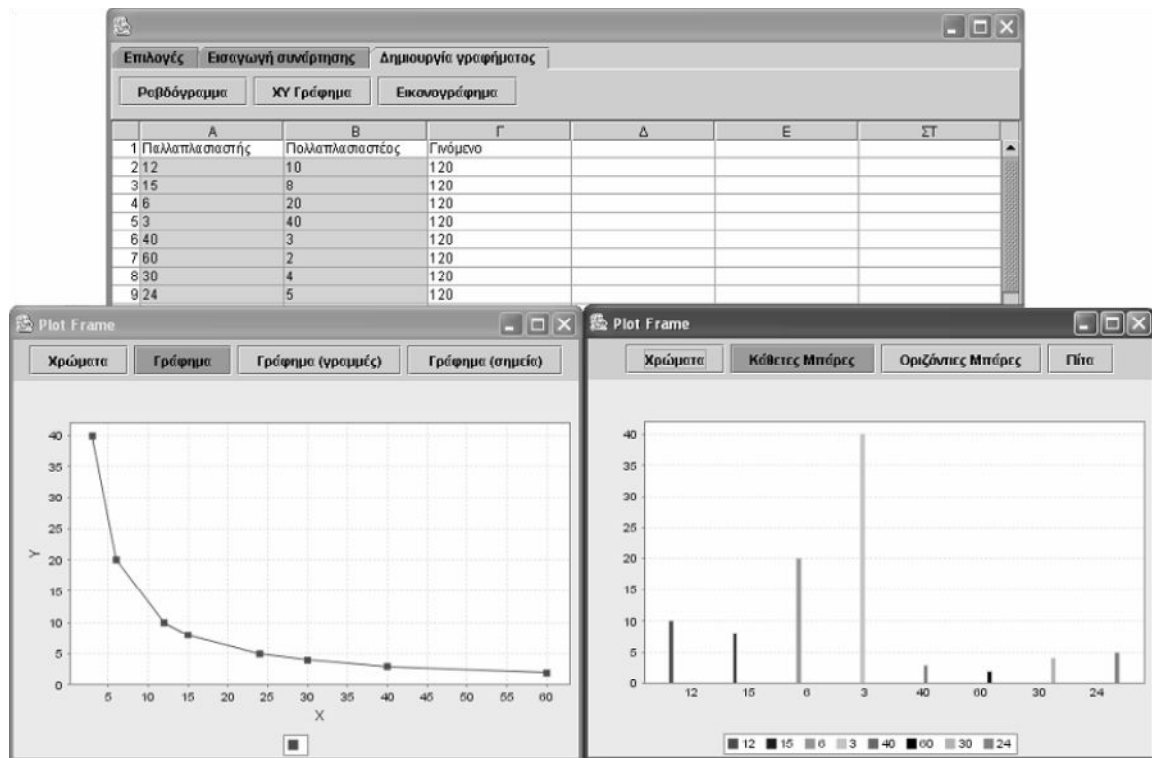 Επιλογές Εισαγωγή συνάρτησης Δημιουργία γραφήματος
Ραβδόγραμμα XY Γράφημα Εικονογράφημα
Α Β Γ Δ Ε ΣΤ
1 Παλλαπλασιαστής Πολλαπλασιαστέος Γινόμενο
2 12 10 120
3 15 8 120
4 6 20 120
5 3 40 120
6 40 3 120
7 60 2 120
8 30 4 120
9 24 5 120
Plot Frame
Χρώματα Γράφημα Γράφημα (γραμμές) Γράφημα (σημεία)
40
35
30
25
20
15
10
5
0
Y
5 10 15 20 25 30 35 40 45 50 55 60
X
Plot Frame
Χρώματα Κάθετες Μπάρες Οριζόντιες Μπάρες Πίτα
40
35
30
25
20
15
10
5
0
12 15 6 3 40 60 30 24
12 15 6 3 40 60 30 24